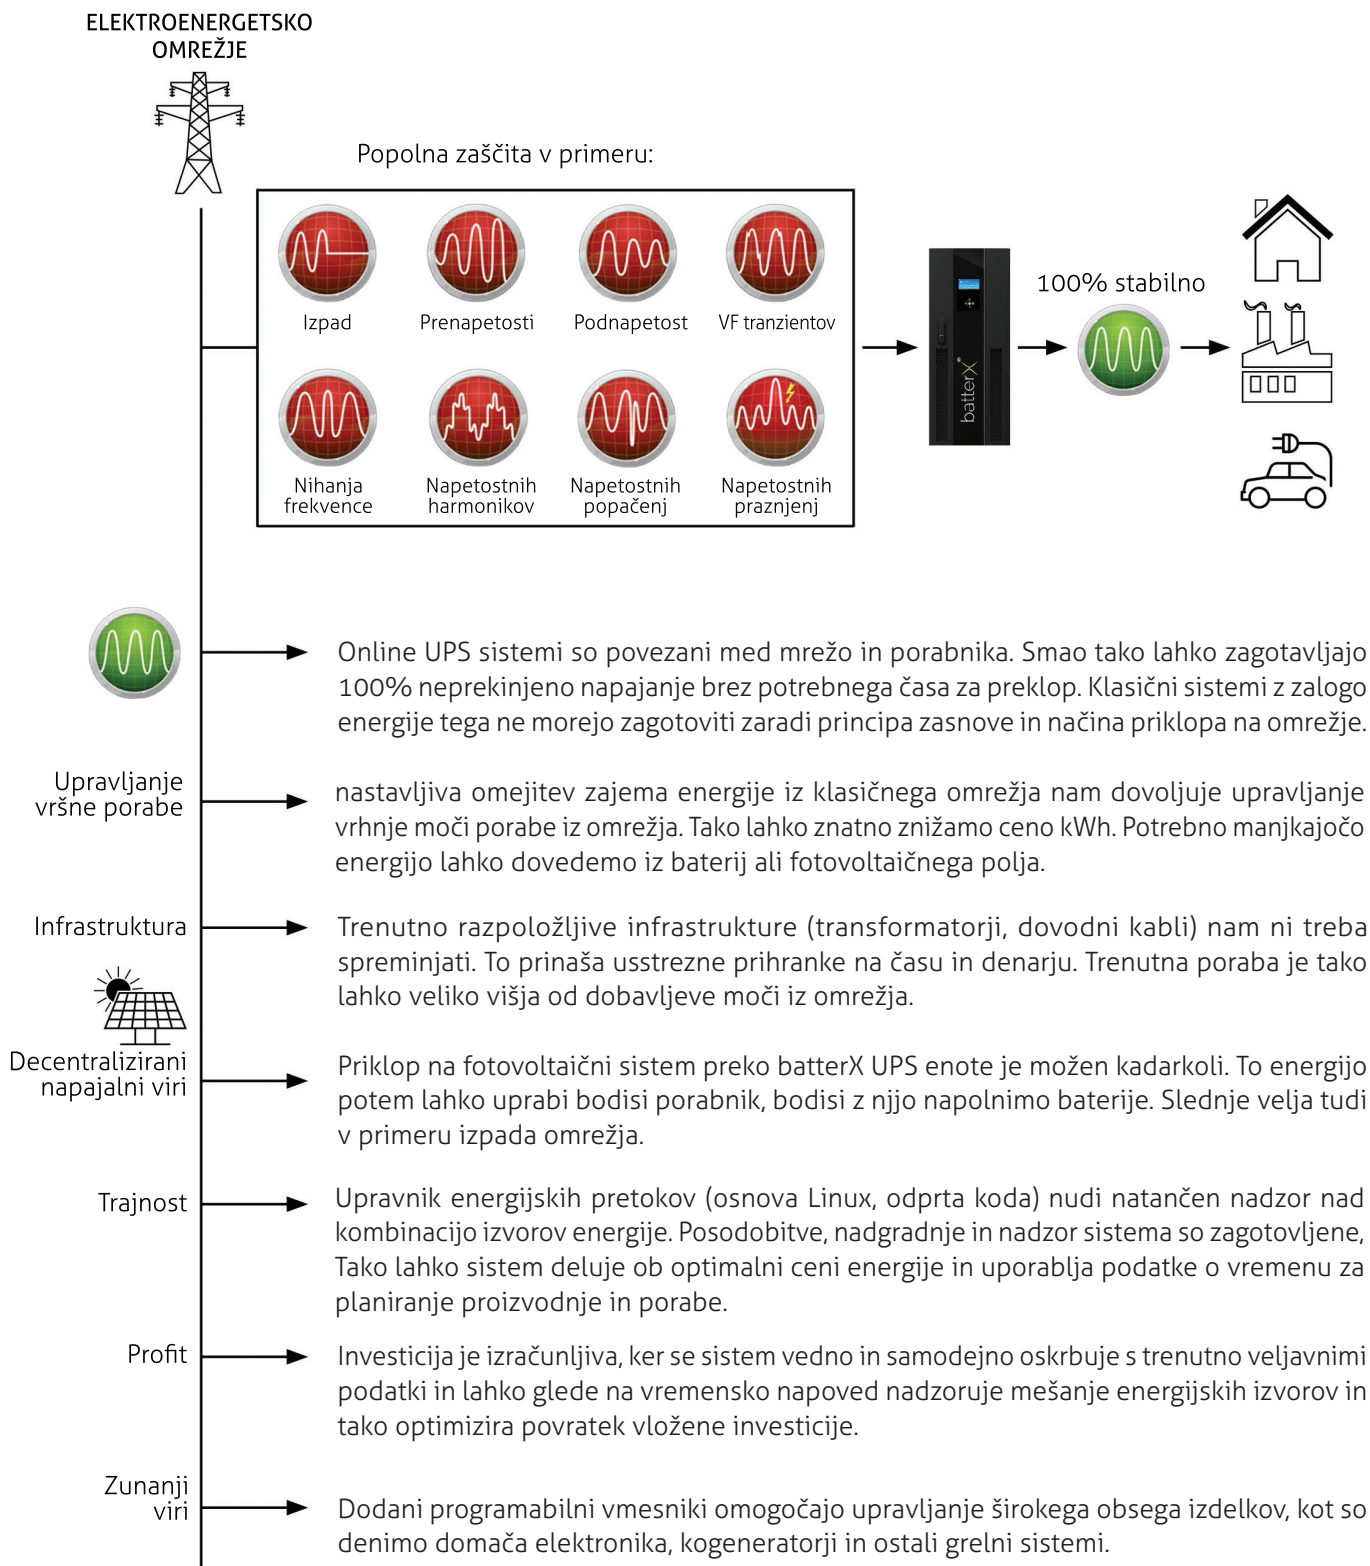 ELEKTROENERGETSKO
OMREŽJE
Popolna zaščita v primeru:
Izpad
Prenapetosti
Podnapetost
VF tranzientov
Nihanja
frekvence
Napetostnih
harmonikov
Napetostnih
popačenj
Napetostnih
praznjenj
batterX®
100% stabilno
Online UPS sistemi so povezani med mrežo in porabnika. Smao tako lahko zagotavljajo
100% neprekinjeno napajanje brez potrebnega časa za preklop. Klasični sistemi z zalogo
energije tega ne morejo zagotoviti zaradi principa zasnove in načina priklopa na omrežje.
Upravljanje
vršne porabe
nastavljiva omejitev zajema energije iz klasičnega omrežja nam dovoljuje upravljanje
vrhnje moči porabe iz omrežja. Tako lahko znatno znižamo ceno kWh. Potrebno manjkajočo
energijo lahko dovedemo iz baterij ali fotovoltaičnega polja.
Infrastruktura
Trenutno razpoložljive infrastrukture (transformatorji, dovodni kabli) nam ni treba
spreminjati. To prinaša usstrezne prihranke na času in denarju. Trenutna poraba je tako
lahko veliko višja od dobavljeve moči iz omrežja.
Decentralizirani
napajalni viri
Priklop na fotovoltaični sistem preko batterX UPS enote je možen kadarkoli. To energijo
potem lahko uprabi bodisi porabnik, bodisi z njjo napolnimo baterije. Slednje velja tudi
v primeru izpada omrežja.
Trajnost
Upravnik energijskih pretokov (osnova Linux, odprta koda) nudi natančen nadzor nad
kombinacijo izvorov energije. Posodobitve, nadgradnje in nadzor sistema so zagotovljene,
Tako lahko sistem deluje ob optimalni ceni energije in uporablja podatke o vremenu za
planiranje proizvodnje in porabe.
Profit
Investicija je izračunljiva, ker se sistem vedno in samodejno oskrbuje s trenutno veljavnimi
podatki in lahko glede na vremensko napoved nadzoruje mešanje energijskih izvorov in
tako optimizira povratek vložene investicije.
Zunanji
viri
Dodani programabilni vmesniki omogočajo upravljanje širokega obsega izdelkov, kot so
denimo domača elektronika, kogeneratorji in ostali grelni sistemi.